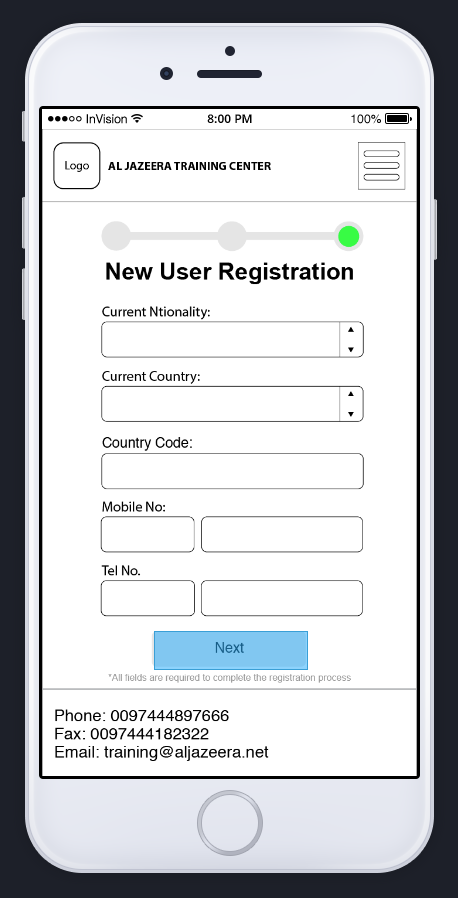 InVision 8:00 PM 100%
Logo AL JAZEERA TRAINING CENTER
New User Registration
Current Ntionality:
Current Country:
Country Code:
Mobile No:
Tel No.
Next
*All fields are required to complete the registration process
Phone: 0097444897666
Fax: 0097444182322
Email: training@aljazeera.net